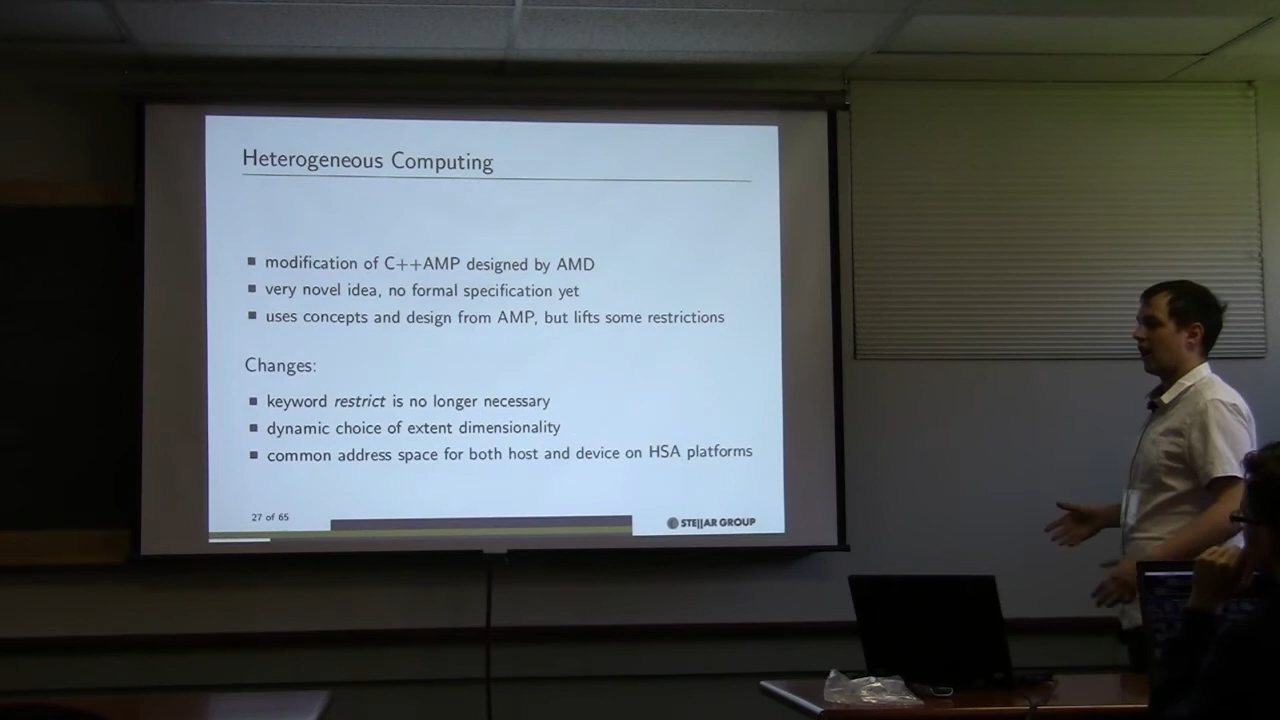 Heterogeneous Computing
modification of C++AMP designed by AMD
very novel idea, no formal specification yet
uses concepts and design from AMP, but lifts some restrictions
Changes:
keyword restrict is no longer necessary
dynamic choice of extent dimensionality
common address space for both host and device on HSA platforms
27 of 65
STE||AR GROUP